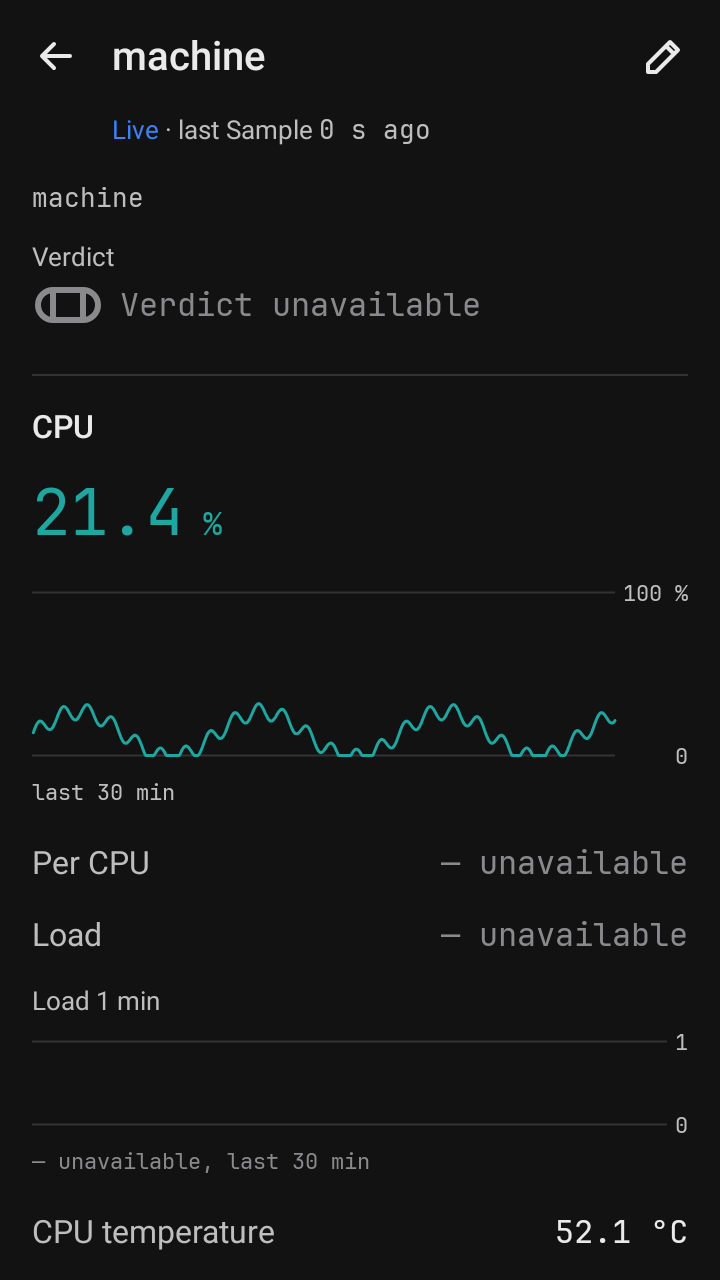 machine
Live · last Sample 0 s ago
machine
Verdict
Verdict unavailable
CPU
21.4 %
100 %
0
last 30 min
Per CPU — unavailable
Load — unavailable
Load 1 min
1
0
— unavailable, last 30 min
CPU temperature 52.1 °C